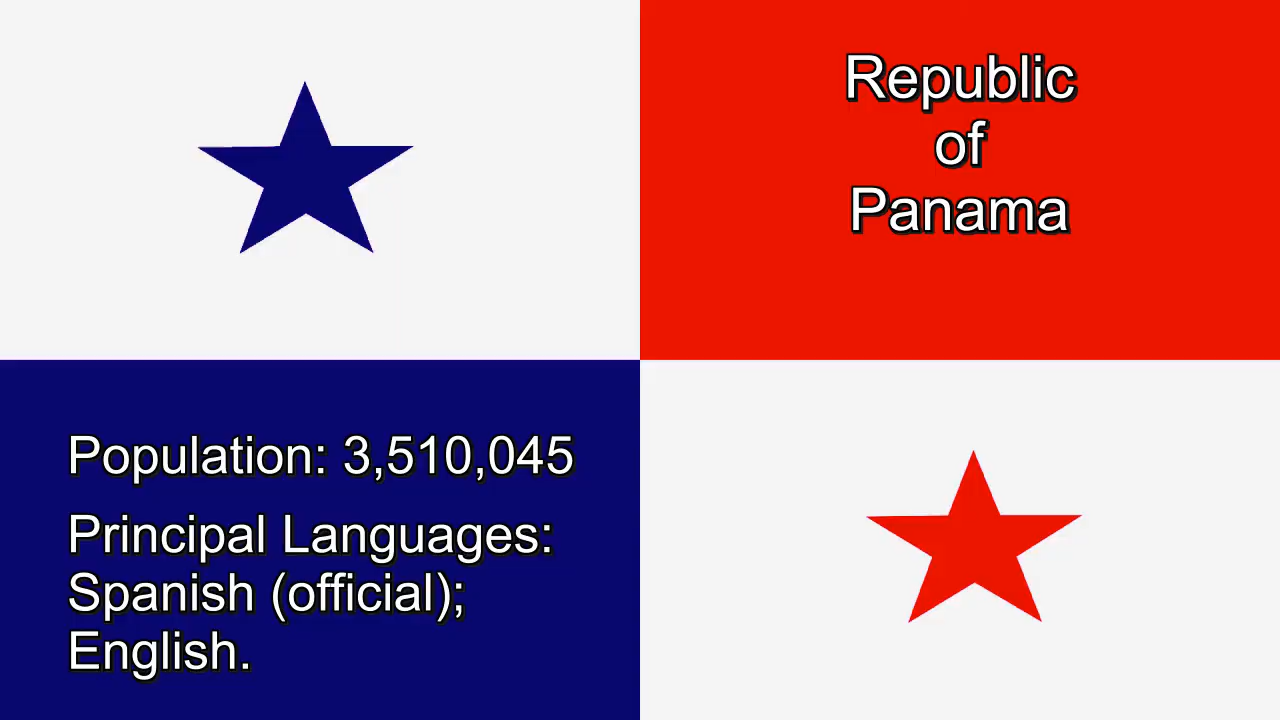 Republic
of
Panama
Population: 3,510,045
Principal Languages:
Spanish (official);
English.